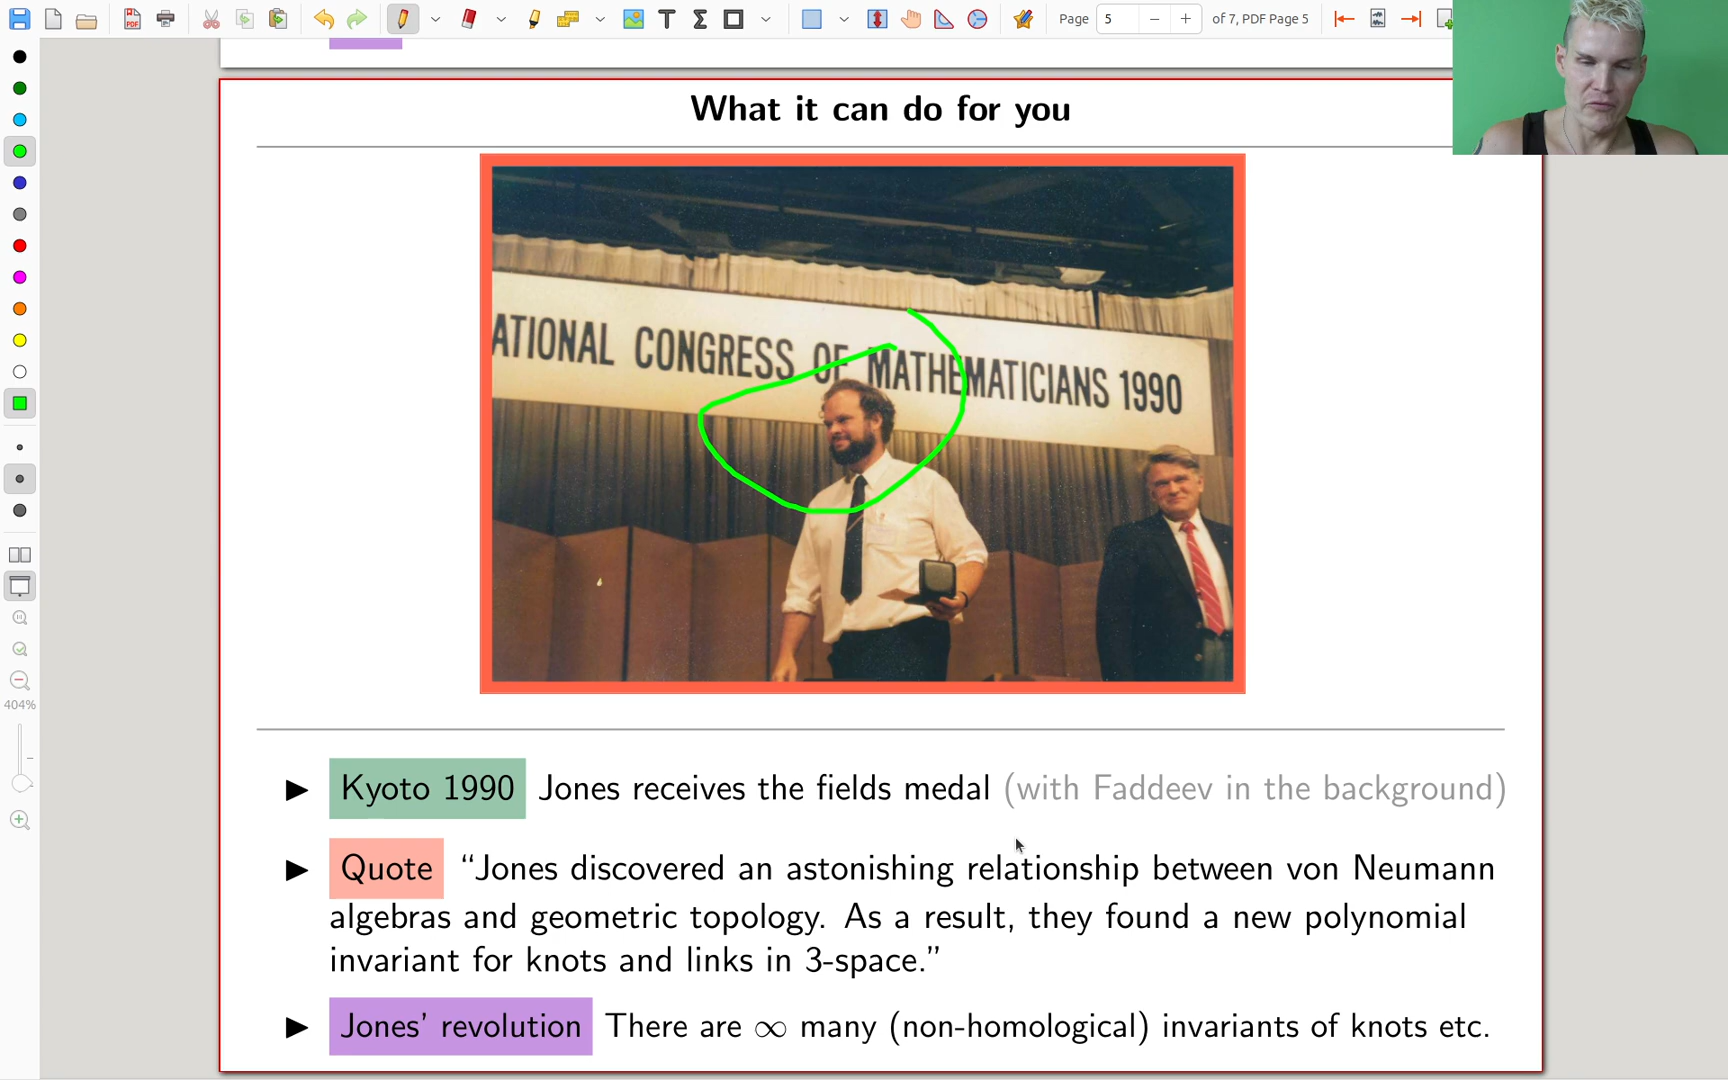 Page 5 of 7, PDF Page 5
What it can do for you
ATIONAL CONGRESS OF MATHEMATICIANS 1990
404%
► Kyoto 1990 Jones receives the fields medal (with Faddeev in the background)
► Quote “Jones discovered an astonishing relationship between von Neumann
algebras and geometric topology. As a result, they found a new polynomial
invariant for knots and links in 3-space.”
► Jones’ revolution There are ∞ many (non-homological) invariants of knots etc.